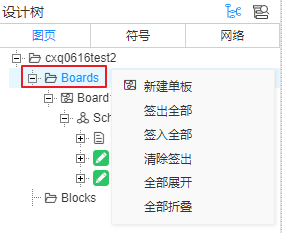 设计树
图页 符号 网络
cxq0616test2
Boards
Board
Sch
Blocks
新建单板
签出全部
签入全部
清除签出
全部展开
全部折叠